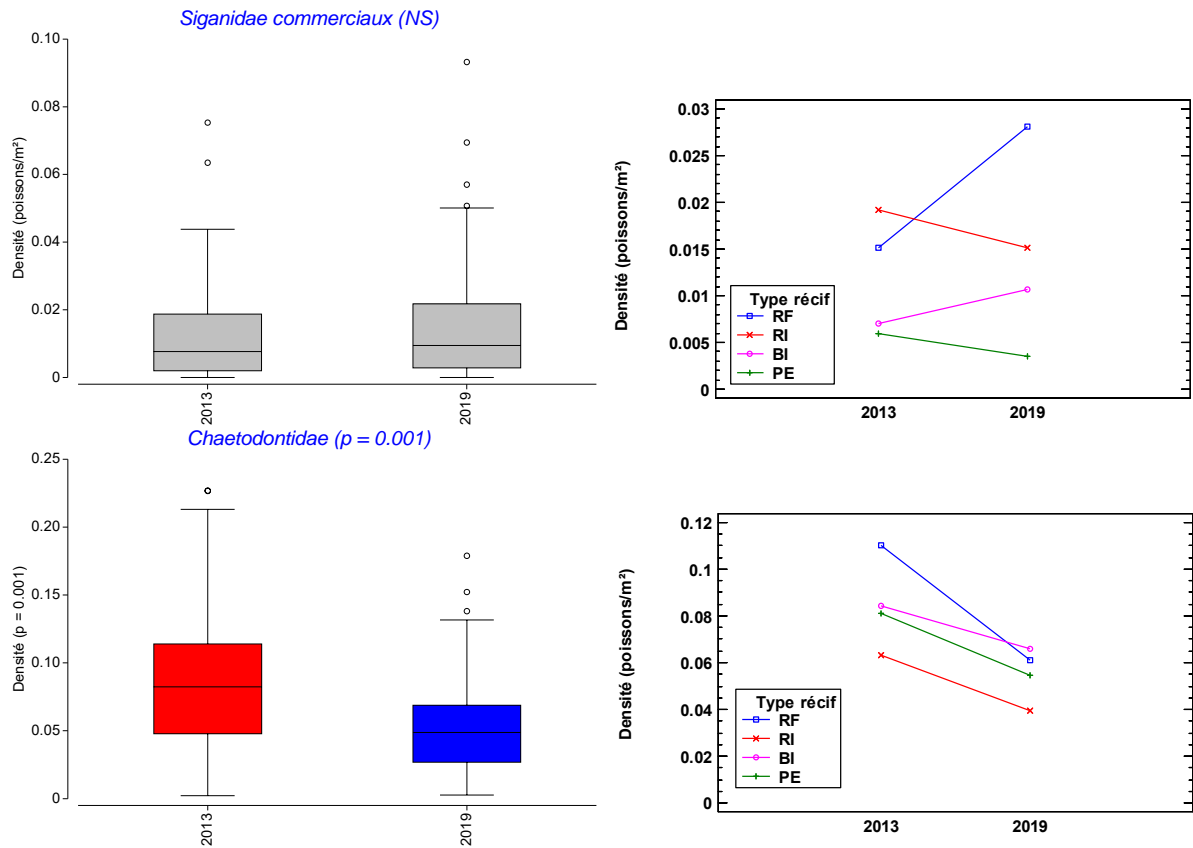 Siganidae commerciaux (NS)
Densité (poissons/m²)
0.10
0.08
0.06
0.04
0.02
0
2013
2019
Densité (poissons/m²)
0.03
0.025
0.02
0.015
0.01
0.005
0
Type récif
RF
RI
BI
PE
2013
2019
Chaetodontidae (p = 0.001)
Densité (p = 0.001)
0.25
0.20
0.15
0.10
0.05
0
2013
2019
Densité (poissons/m²)
0.12
0.1
0.08
0.06
0.04
0.02
0
Type récif
RF
RI
BI
PE
2013
2019